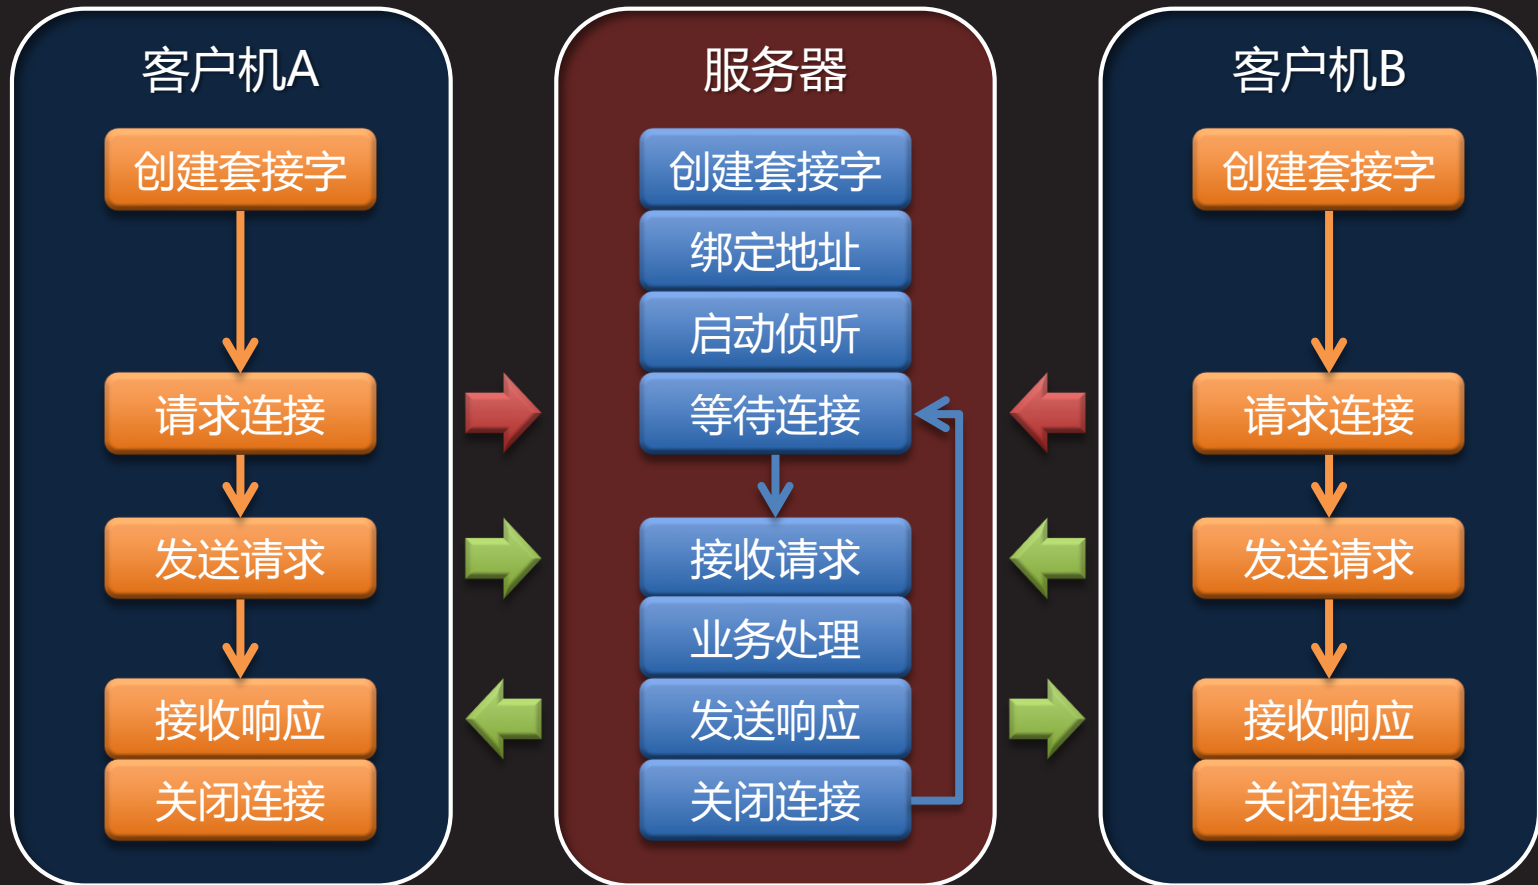 客户机A
创建套接字
请求连接
发送请求
接收响应
关闭连接
服务器
创建套接字
绑定地址
启动侦听
等待连接
接收请求
业务处理
发送响应
关闭连接
客户机B
创建套接字
请求连接
发送请求
接收响应
关闭连接